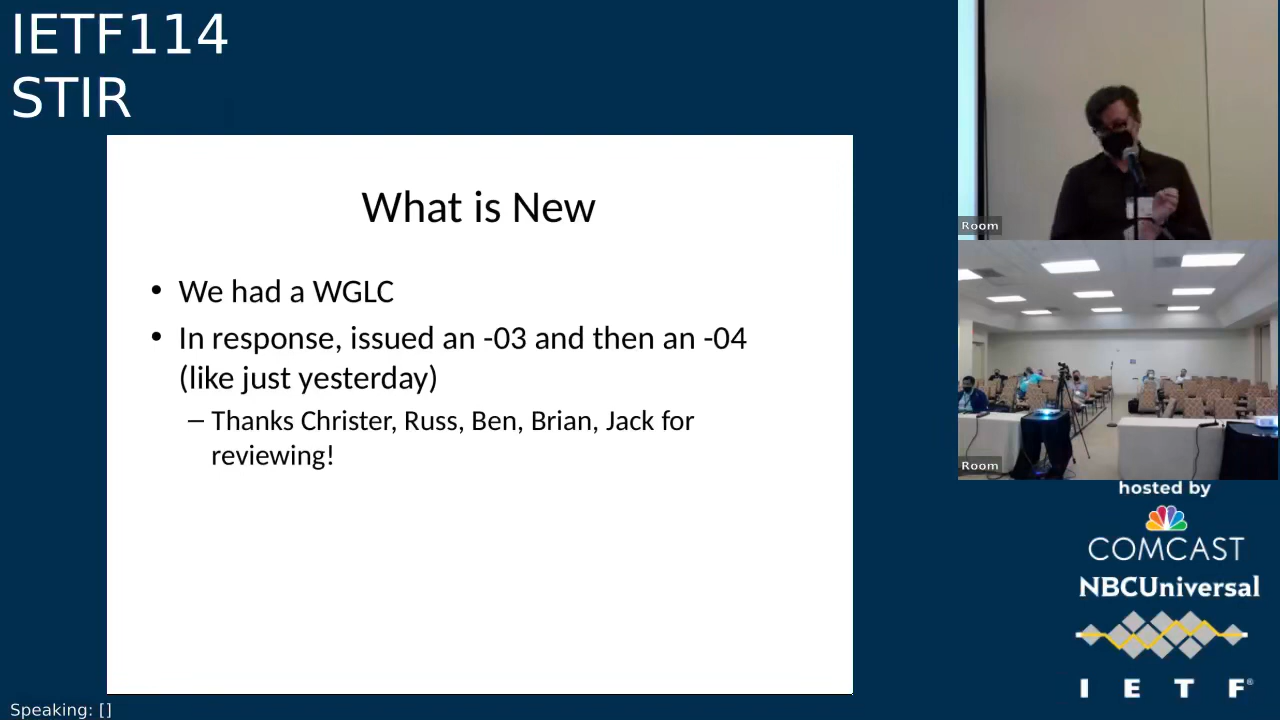 IETF114
STIR
What is New
• We had a WGLC
• In response, issued an -03 and then an -04
(like just yesterday)
– Thanks Christer, Russ, Ben, Brian, Jack for
reviewing!
Room
Room
hosted by
COMCAST
NBCUniversal
I E T F®
Speaking: []